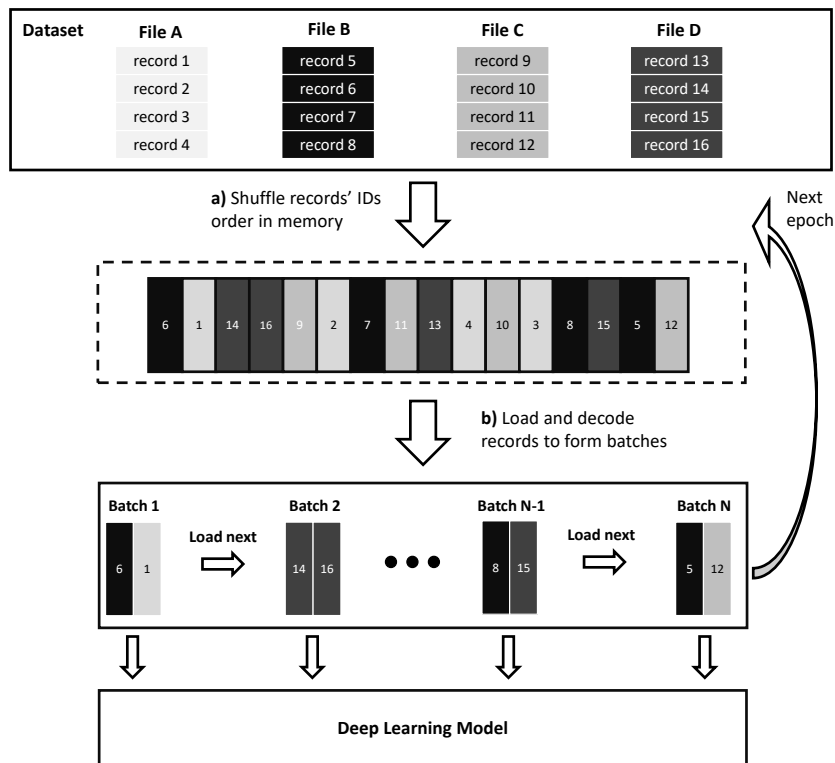 Dataset File A File B File C File D
record 1 record 5 record 9 record 13
record 2 record 6 record 10 record 14
record 3 record 7 record 11 record 15
record 4 record 8 record 12 record 16
a) Shuffle records' IDs
order in memory
Next
epoch
6 1 14 16 9 2 7 11 13 4 10 3 8 15 5 12
b) Load and decode
records to form batches
Batch 1 Batch 2 Batch N-1 Batch N
Load next Load next
6 1 14 16 8 15 5 12
Deep Learning Model